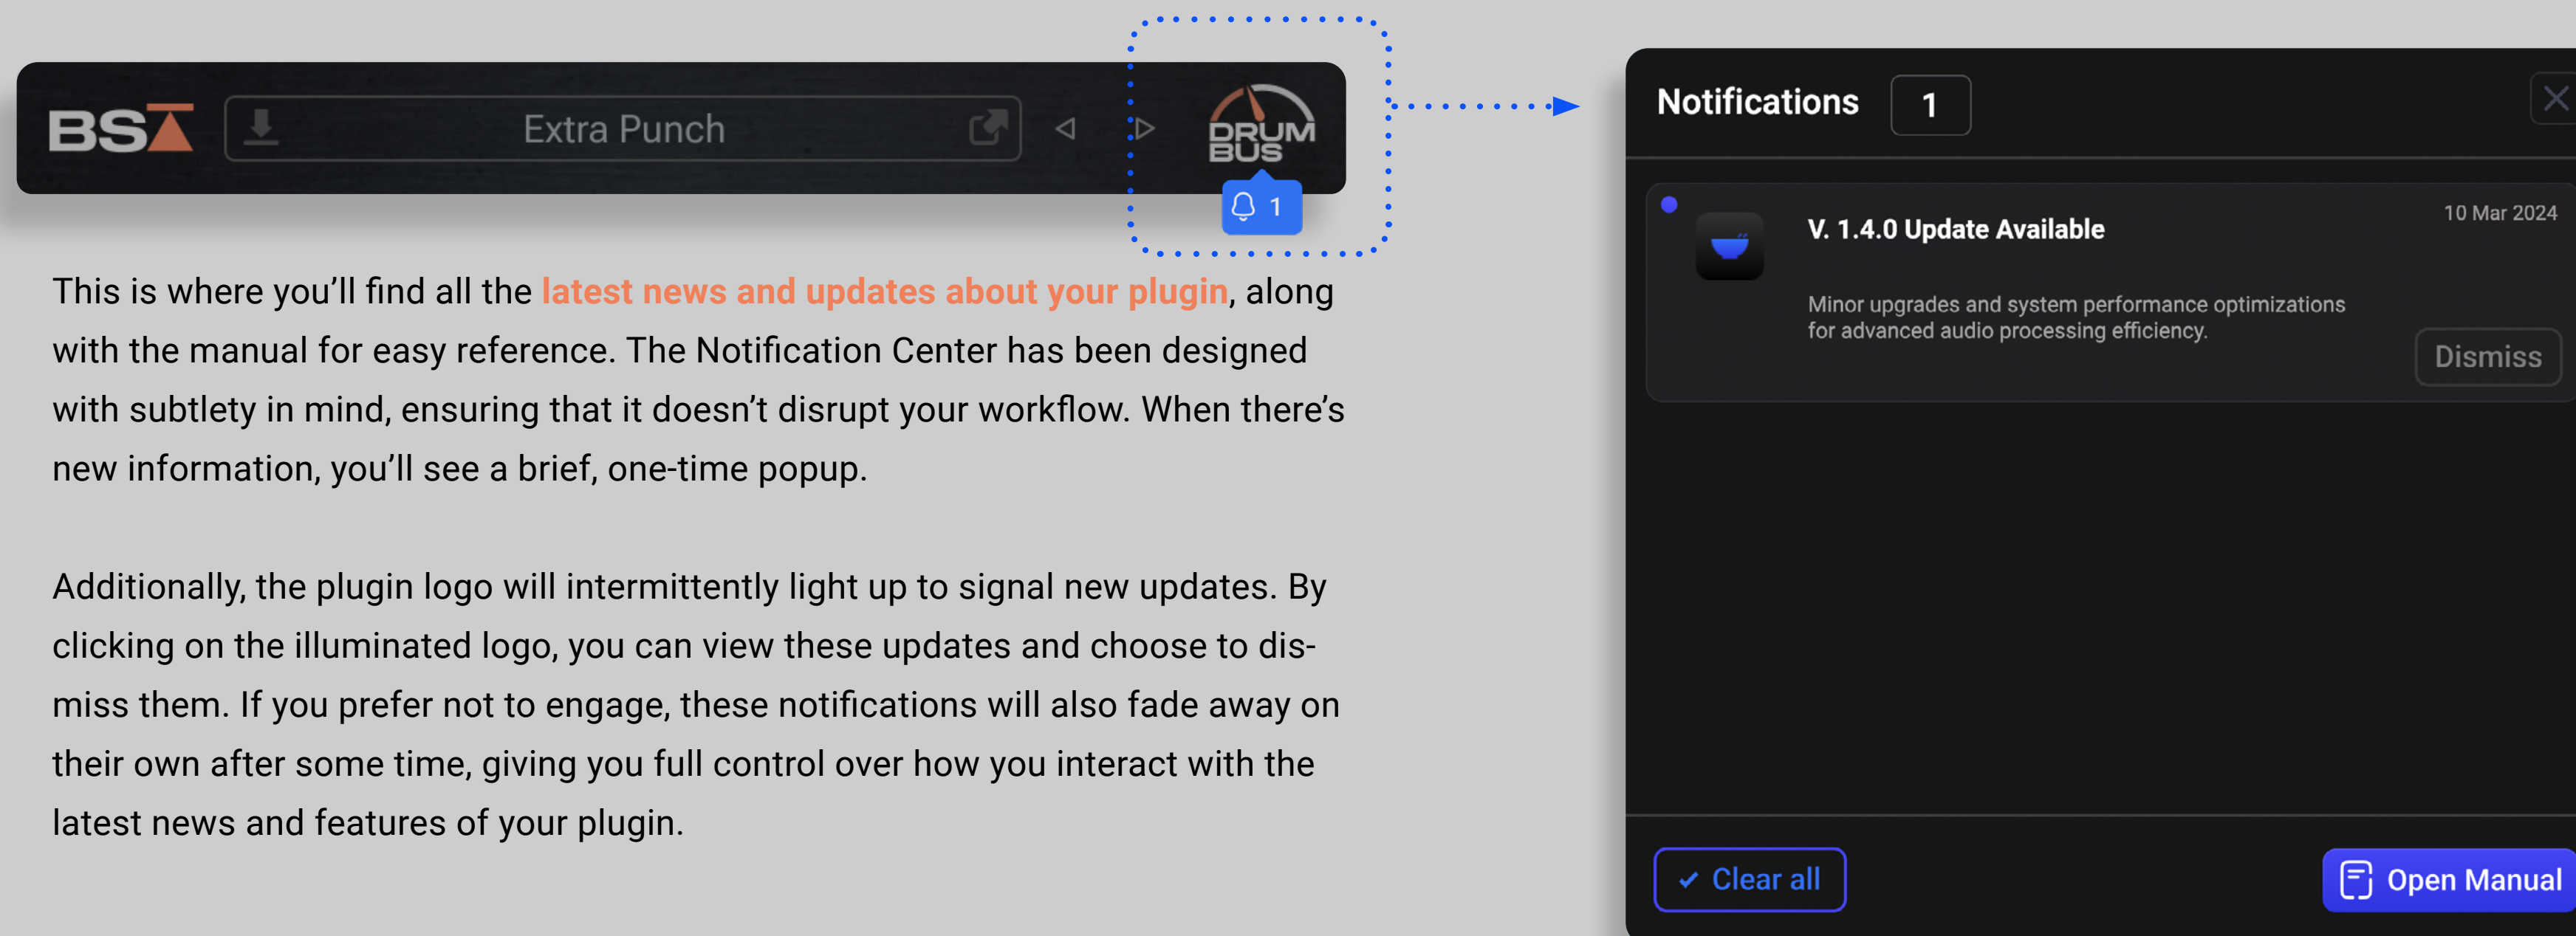 BSA
Extra Punch
DRUM
BUS
1
This is where you’ll find all the latest news and updates about your plugin, along
with the manual for easy reference. The Notification Center has been designed
with subtlety in mind, ensuring that it doesn’t disrupt your workflow. When there’s
new information, you’ll see a brief, one-time popup.
Additionally, the plugin logo will intermittently light up to signal new updates. By
clicking on the illuminated logo, you can view these updates and choose to dis-
miss them. If you prefer not to engage, these notifications will also fade away on
their own after some time, giving you full control over how you interact with the
latest news and features of your plugin.
Notifications 1
10 Mar 2024
V. 1.4.0 Update Available
Minor upgrades and system performance optimizations
for advanced audio processing efficiency.
Dismiss
Clear all
Open Manual